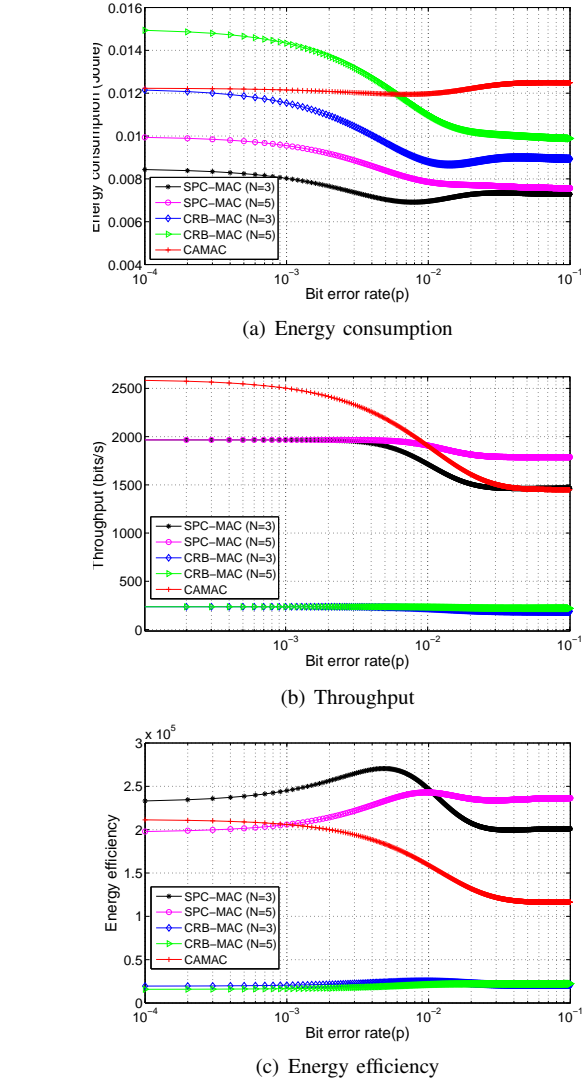 0.016
0.014
0.012
0.01
0.008
0.006
0.004
Energy consumption (Joule)
SPC−MAC (N=3)
SPC−MAC (N=5)
CRB−MAC (N=3)
CRB−MAC (N=5)
CAMAC
10−4 10−3 10−2 10−1
Bit error rate(p)
(a) Energy consumption
2500
2000
1500
1000
500
0
Throughput (bits/s)
SPC−MAC (N=3)
SPC−MAC (N=5)
CRB−MAC (N=3)
CRB−MAC (N=5)
CAMAC
10−3 10−2 10−1
Bit error rate(p)
(b) Throughput
x 10^5
3
2.5
2
1.5
1
0.5
0
Energy efficiency
SPC−MAC (N=3)
SPC−MAC (N=5)
CRB−MAC (N=3)
CRB−MAC (N=5)
CAMAC
10−4 10−3 10−2 10−1
Bit error rate(p)
(c) Energy efficiency